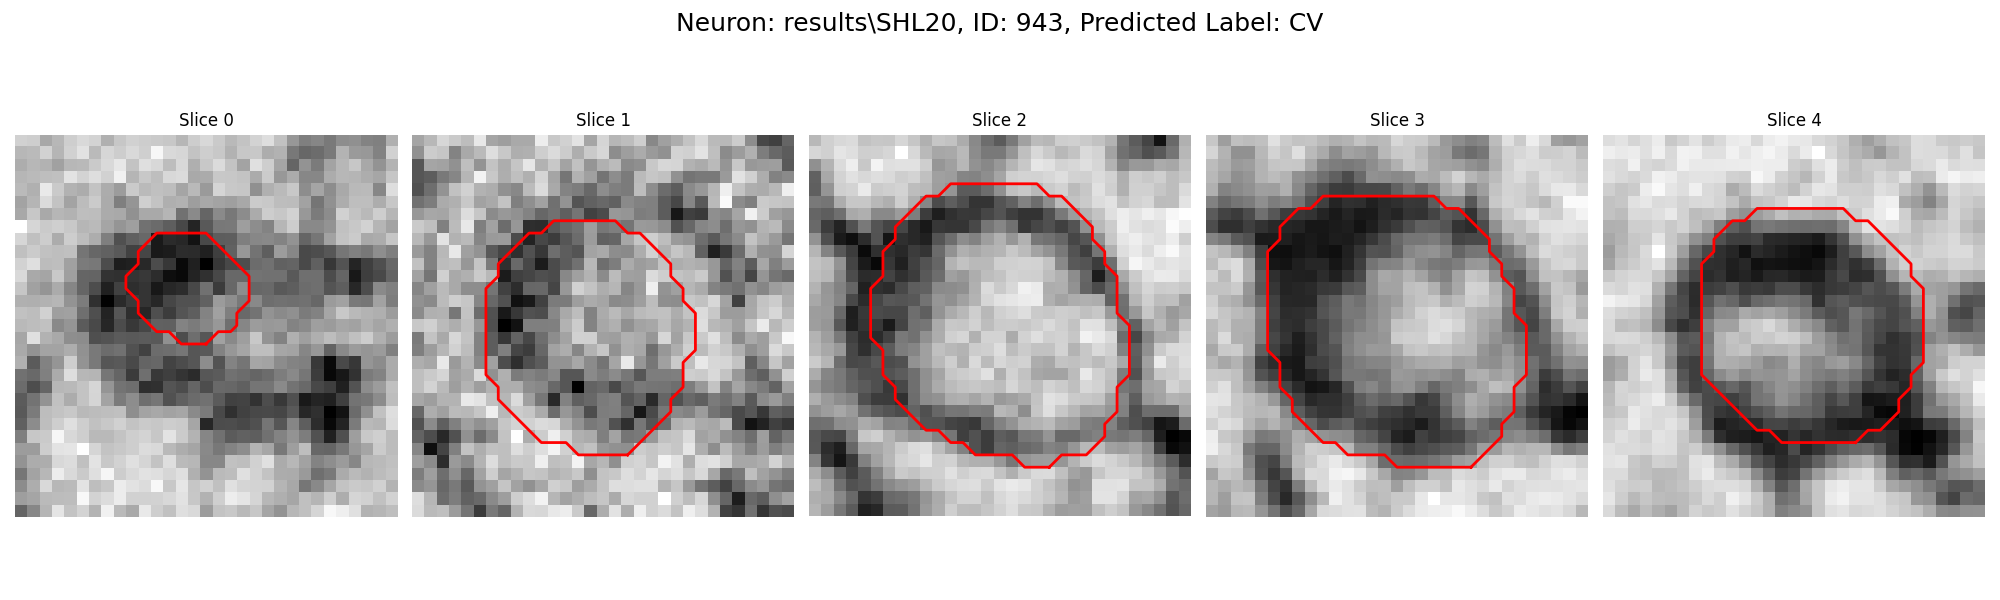 Neuron: results\SHL20, ID: 943, Predicted Label: CV
Slice 0
Slice 1
Slice 2
Slice 3
Slice 4